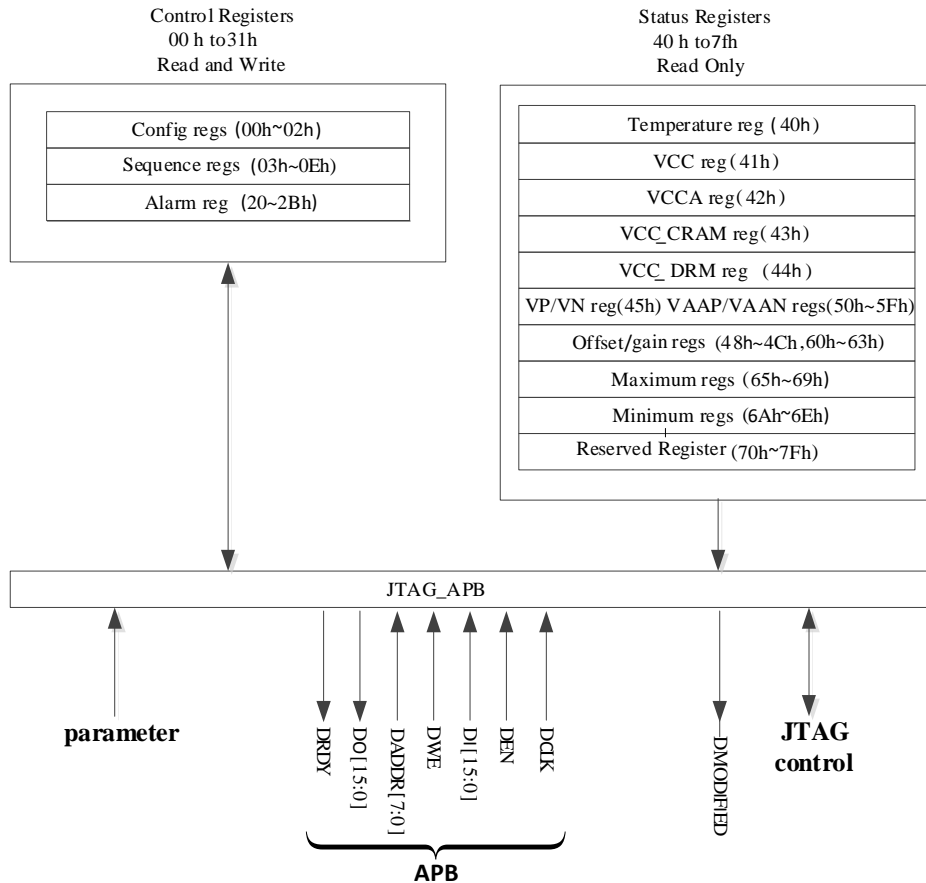 Control Registers
00 h to31h
Read and Write
Config regs (00h~02h)
Sequence regs (03h~0Eh)
Alarm reg (20~2Bh)
Status Registers
40 h to7fh
Read Only
Temperature reg (40h)
VCC reg(41h)
VCCA reg(42h)
VCC_CRAM reg(43h)
VCC_DRM reg (44h)
VP/VN reg(45h) VAAP/VAAN regs(50h~5Fh)
Offset/gain regs (48h~4Ch,60h~63h)
Maximum regs (65h~69h)
Minimum regs (6Ah~6Eh)
Reserved Register (70h~7Fh)
JTAG_APB
parameter
DRDY
DO[15:0]
DADDR[7:0]
DWE
DI[15:0]
DEN
DCLK
APB
DMODIFIED
JTAG
control